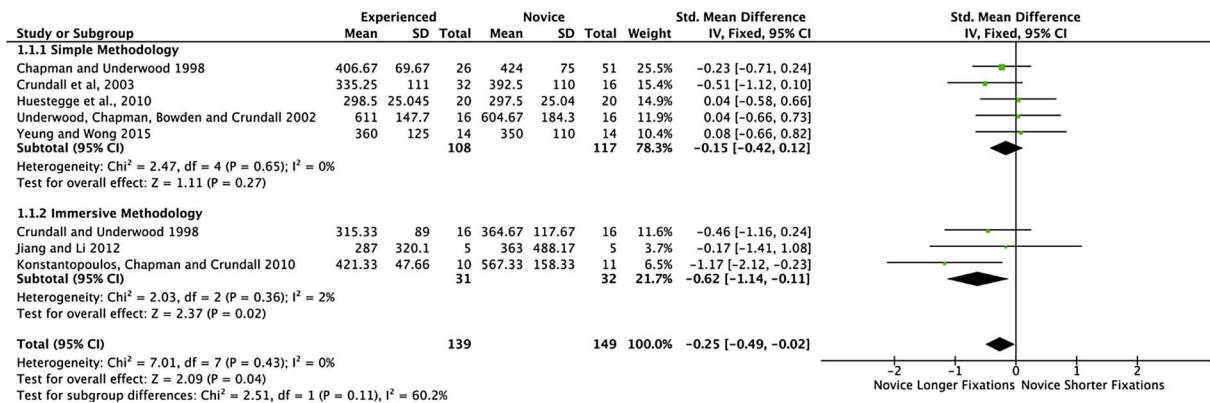 Experienced Novice Std. Mean Difference Std. Mean Difference
Study or Subgroup Mean SD Total Mean SD Total Weight IV, Fixed, 95% CI IV, Fixed, 95% CI
1.1.1 Simple Methodology
Chapman and Underwood 1998 406.67 69.67 26 424 75 51 25.5% -0.23 [-0.71, 0.24]
Crundall et al, 2003 335.25 111 32 392.5 110 16 15.4% -0.51 [-1.12, 0.10]
Huestegge et al., 2010 298.5 25.045 20 297.5 25.04 20 14.9% 0.04 [-0.58, 0.66]
Underwood, Chapman, Bowden and Crundall 2002 611 147.7 16 604.67 184.3 16 11.9% 0.04 [-0.66, 0.73]
Yeung and Wong 2015 360 125 14 350 110 14 10.4% 0.08 [-0.66, 0.82]
Subtotal (95% CI) 108 117 78.3% -0.15 [-0.42, 0.12]
Heterogeneity: Chi² = 2.47, df = 4 (P = 0.65); I² = 0%
Test for overall effect: Z = 1.11 (P = 0.27)
1.1.2 Immersive Methodology
Crundall and Underwood 1998 315.33 89 16 364.67 117.67 16 11.6% -0.46 [-1.16, 0.24]
Jiang and Li 2012 287 320.1 5 363 488.17 5 3.7% -0.17 [-1.41, 1.08]
Konstantopoulos, Chapman and Crundall 2010 421.33 47.66 10 567.33 158.33 11 6.5% -1.17 [-2.12, -0.23]
Subtotal (95% CI) 31 32 21.7% -0.62 [-1.14, -0.11]
Heterogeneity: Chi² = 2.03, df = 2 (P = 0.36); I² = 2%
Test for overall effect: Z = 2.37 (P = 0.02)
Total (95% CI) 139 149 100.0% -0.25 [-0.49, -0.02]
Heterogeneity: Chi² = 7.01, df = 7 (P = 0.43); I² = 0%
Test for overall effect: Z = 2.09 (P = 0.04)
Test for subgroup differences: Chi² = 2.51, df = 1 (P = 0.11), I² = 60.2%
-2 -1 0 1 2
Novice Longer Fixations Novice Shorter Fixations